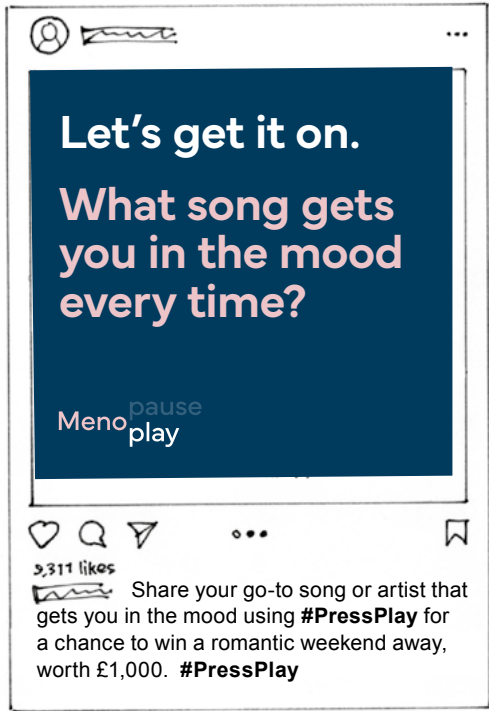 Let's get it on.
What song gets
you in the mood
every time?
pause
Meno
play
9,311 likes
Share your go-to song or artist that
gets you in the mood using #PressPlay for
a chance to win a romantic weekend away,
worth £1,000. #PressPlay